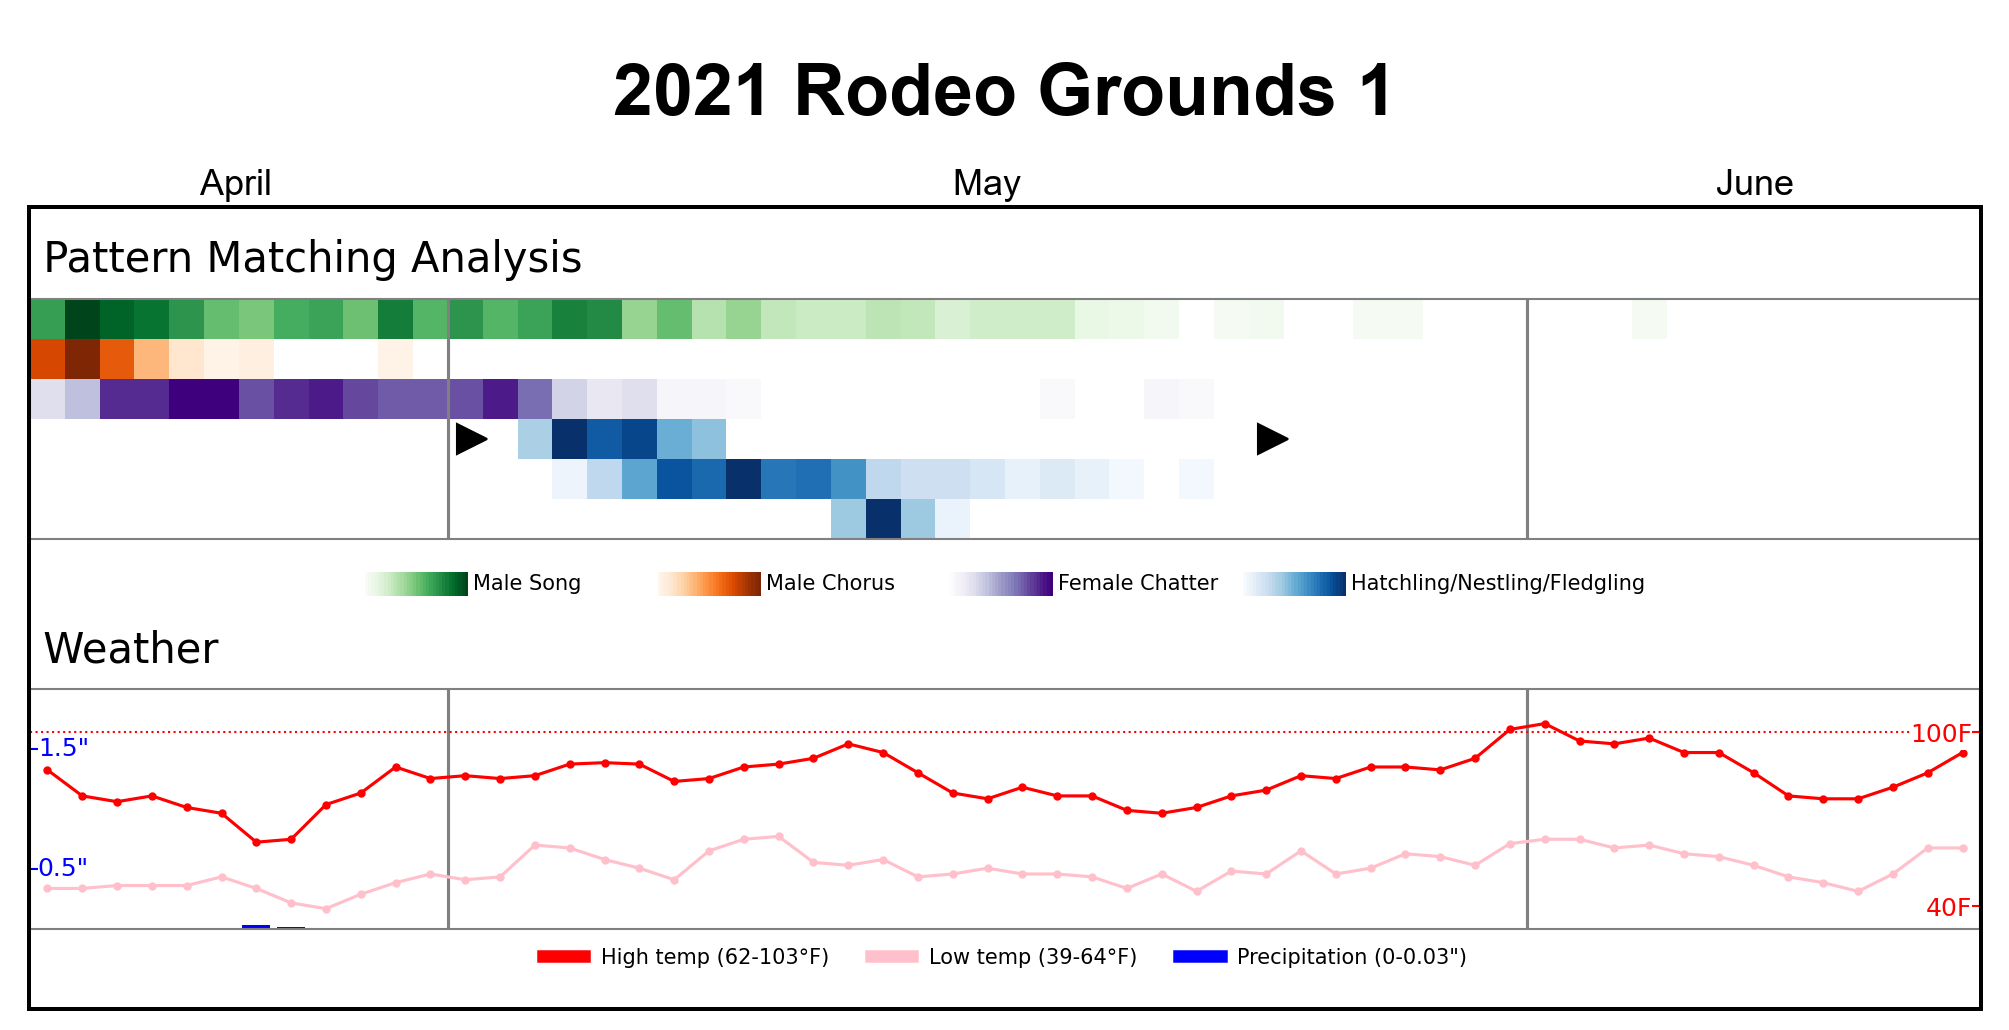 2021 Rodeo Grounds 1
April May June
Pattern Matching Analysis
Male Song Male Chorus Female Chatter Hatchling/Nestling/Fledgling
Weather
100F
1.5"
0.5"
40F
High temp (62-103°F) Low temp (39-64°F) Precipitation (0-0.03")